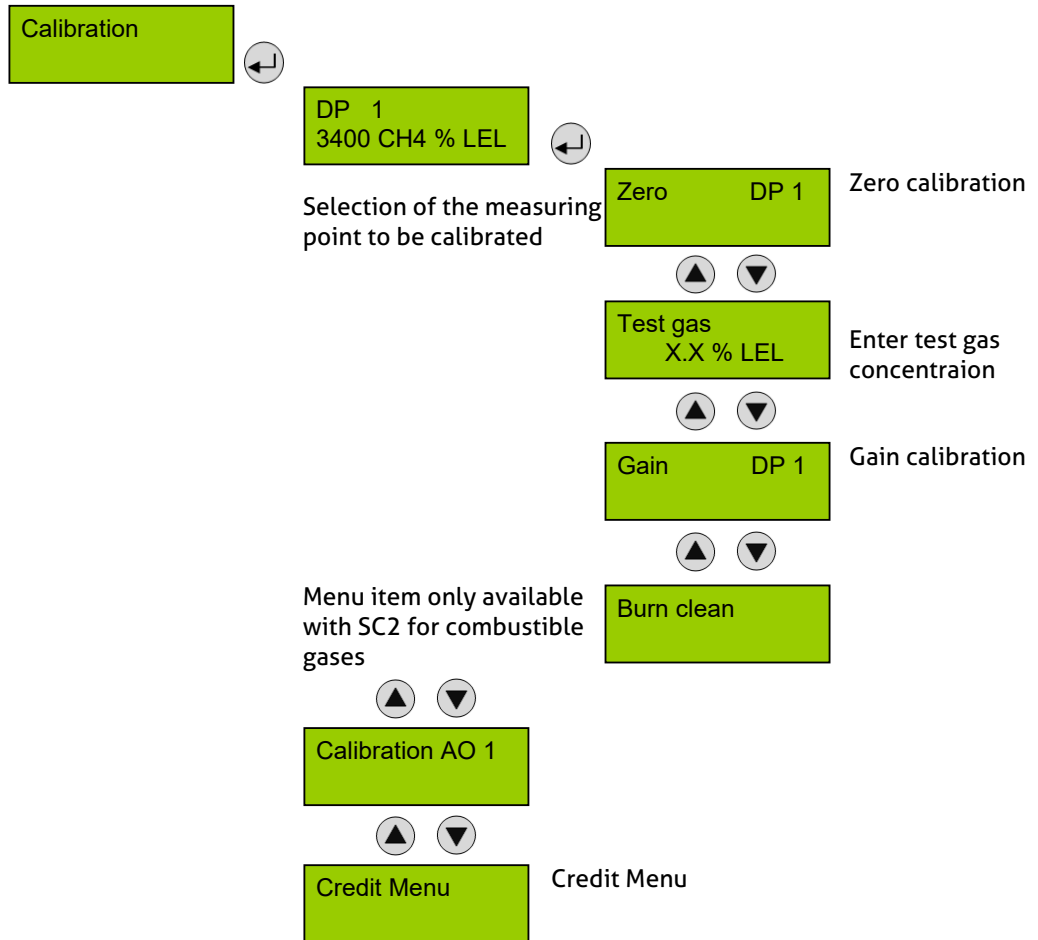 Calibration
DP 1
3400 CH4 % LEL
Selection of the measuring
point to be calibrated
Zero DP 1
Zero calibration
Test gas
X.X % LEL
Enter test gas
concentraion
Gain DP 1
Gain calibration
Burn clean
Menu item only available
with SC2 for combustible
gases
Calibration AO 1
Credit Menu
Credit Menu